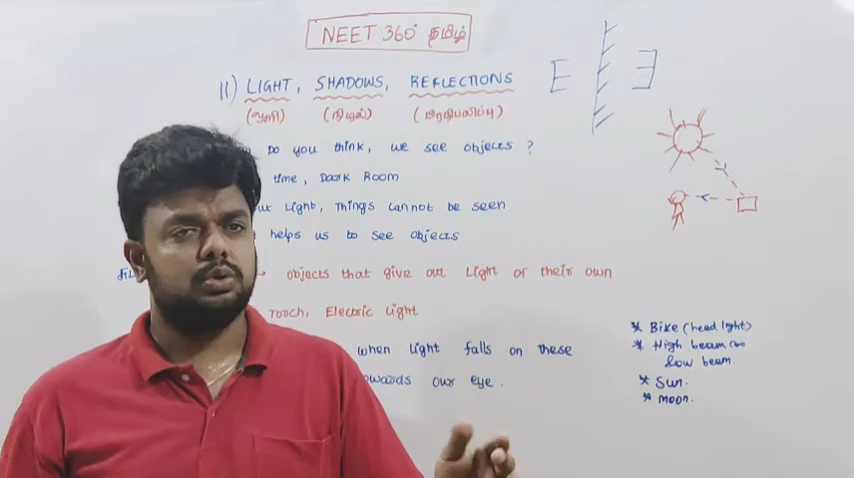 NEET 360° தமிழ்
11) LIGHT, SHADOWS, REFLECTIONS
(ஒளி) (நிழல்) (பிரதிபலிப்பு)
Do you think, we see objects ?
time, Dark Room
Light, Things cannot be seen
helps us to see objects
→ objects that give out Light of their own
Torch, Electric light
when light falls on these
towards our eye.
E Ǝ
* Bike (head light)
* High beam (or)
Low beam.
* Sun.
* moon.